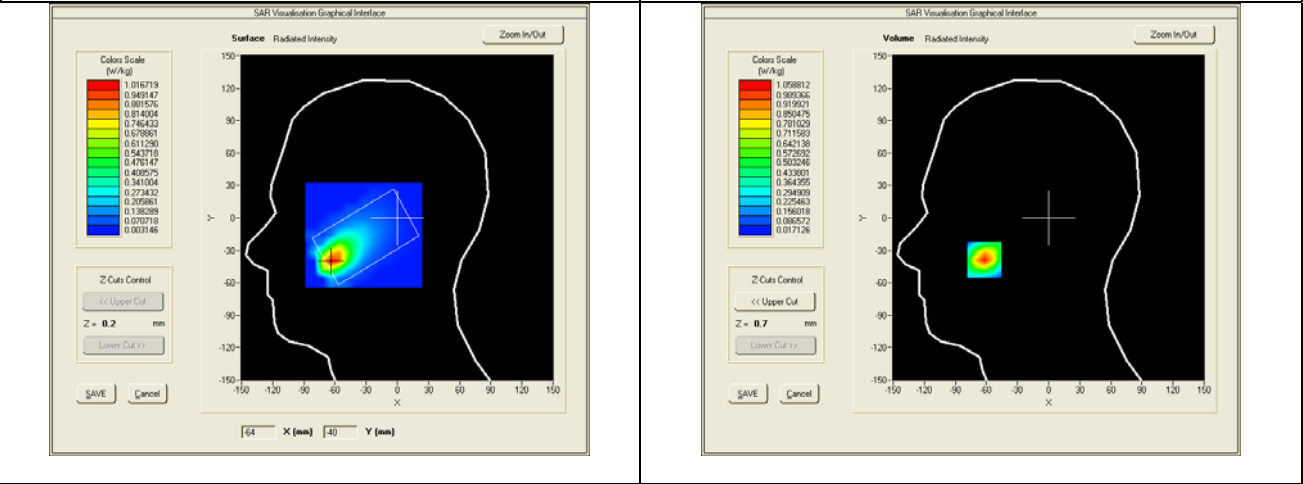 SAR Visualisation Graphical Interface
Surface Radiated Intensity
Zoom In/Out
Colors Scale
(W/kg)
1.016719
0.949147
0.881576
0.814004
0.746433
0.678861
0.611290
0.543718
0.476147
0.408575
0.341004
0.273432
0.205861
0.138289
0.070718
0.003146
Z-Cuts Control
<< Upper Cut
Z = 0.2 mm
Lower Cut >>
SAVE Cancel
150
120
90
60
30
0
-30
-60
-90
-120
-150
Y
-150 -120 -90 -60 -30 0 30 60 90 120 150
X
-64 X (mm) -40 Y (mm)
SAR Visualisation Graphical Interface
Volume Radiated Intensity
Zoom In/Out
Colors Scale
(W/kg)
1.058812
0.989366
0.919921
0.850475
0.781029
0.711583
0.642138
0.572692
0.503246
0.433801
0.364355
0.294909
0.225463
0.156018
0.086572
0.017126
Z-Cuts Control
<< Upper Cut
Z = 0.7 mm
Lower Cut >>
SAVE Cancel
150
120
90
60
30
0
-30
-60
-90
-120
-150
Y
-150 -120 -90 -60 -30 0 30 60 90 120 150
X